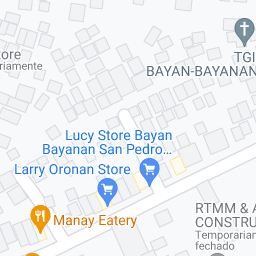 ore
riamente
TGI
BAYAN-BAYANAN
Lucy Store Bayan
Bayanan San Pedro...
Larry Oronan Store
Manay Eatery
RTMM & A
CONSTRU
Temporarian
fechado